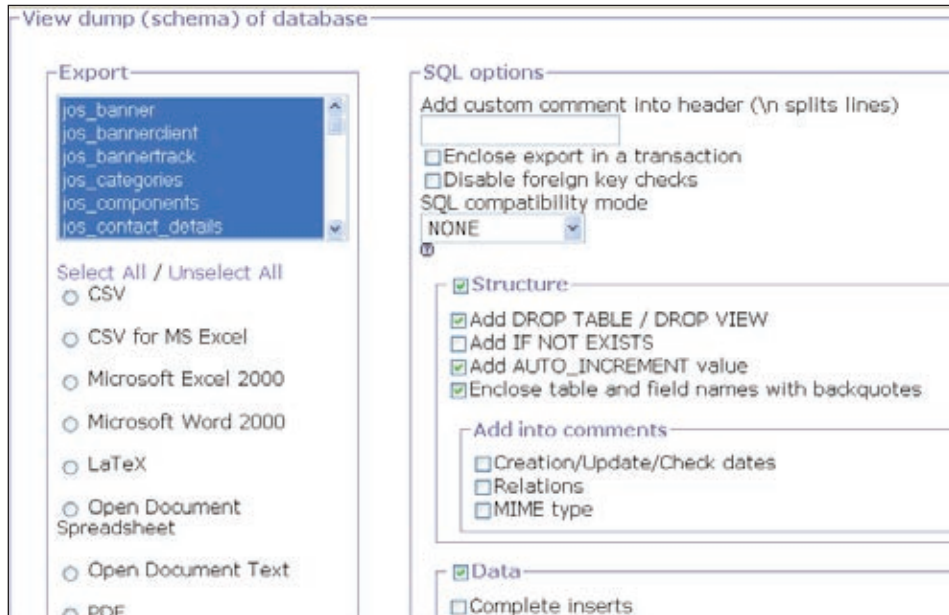 View dump (schema) of database
Export
jos_banner
jos_bannerclient
jos_bannertrack
jos_categories
jos_components
jos_contact_details
Select All / Unselect All
CSV
CSV for MS Excel
Microsoft Excel 2000
Microsoft Word 2000
LaTeX
Open Document
Spreadsheet
Open Document Text
PDF
SQL options
Add custom comment into header (\n splits lines)
Enclose export in a transaction
Disable foreign key checks
SQL compatibility mode
NONE
Structure
Add DROP TABLE / DROP VIEW
Add IF NOT EXISTS
Add AUTO_INCREMENT value
Enclose table and field names with backquotes
Add into comments
Creation/Update/Check dates
Relations
MIME type
Data
Complete inserts